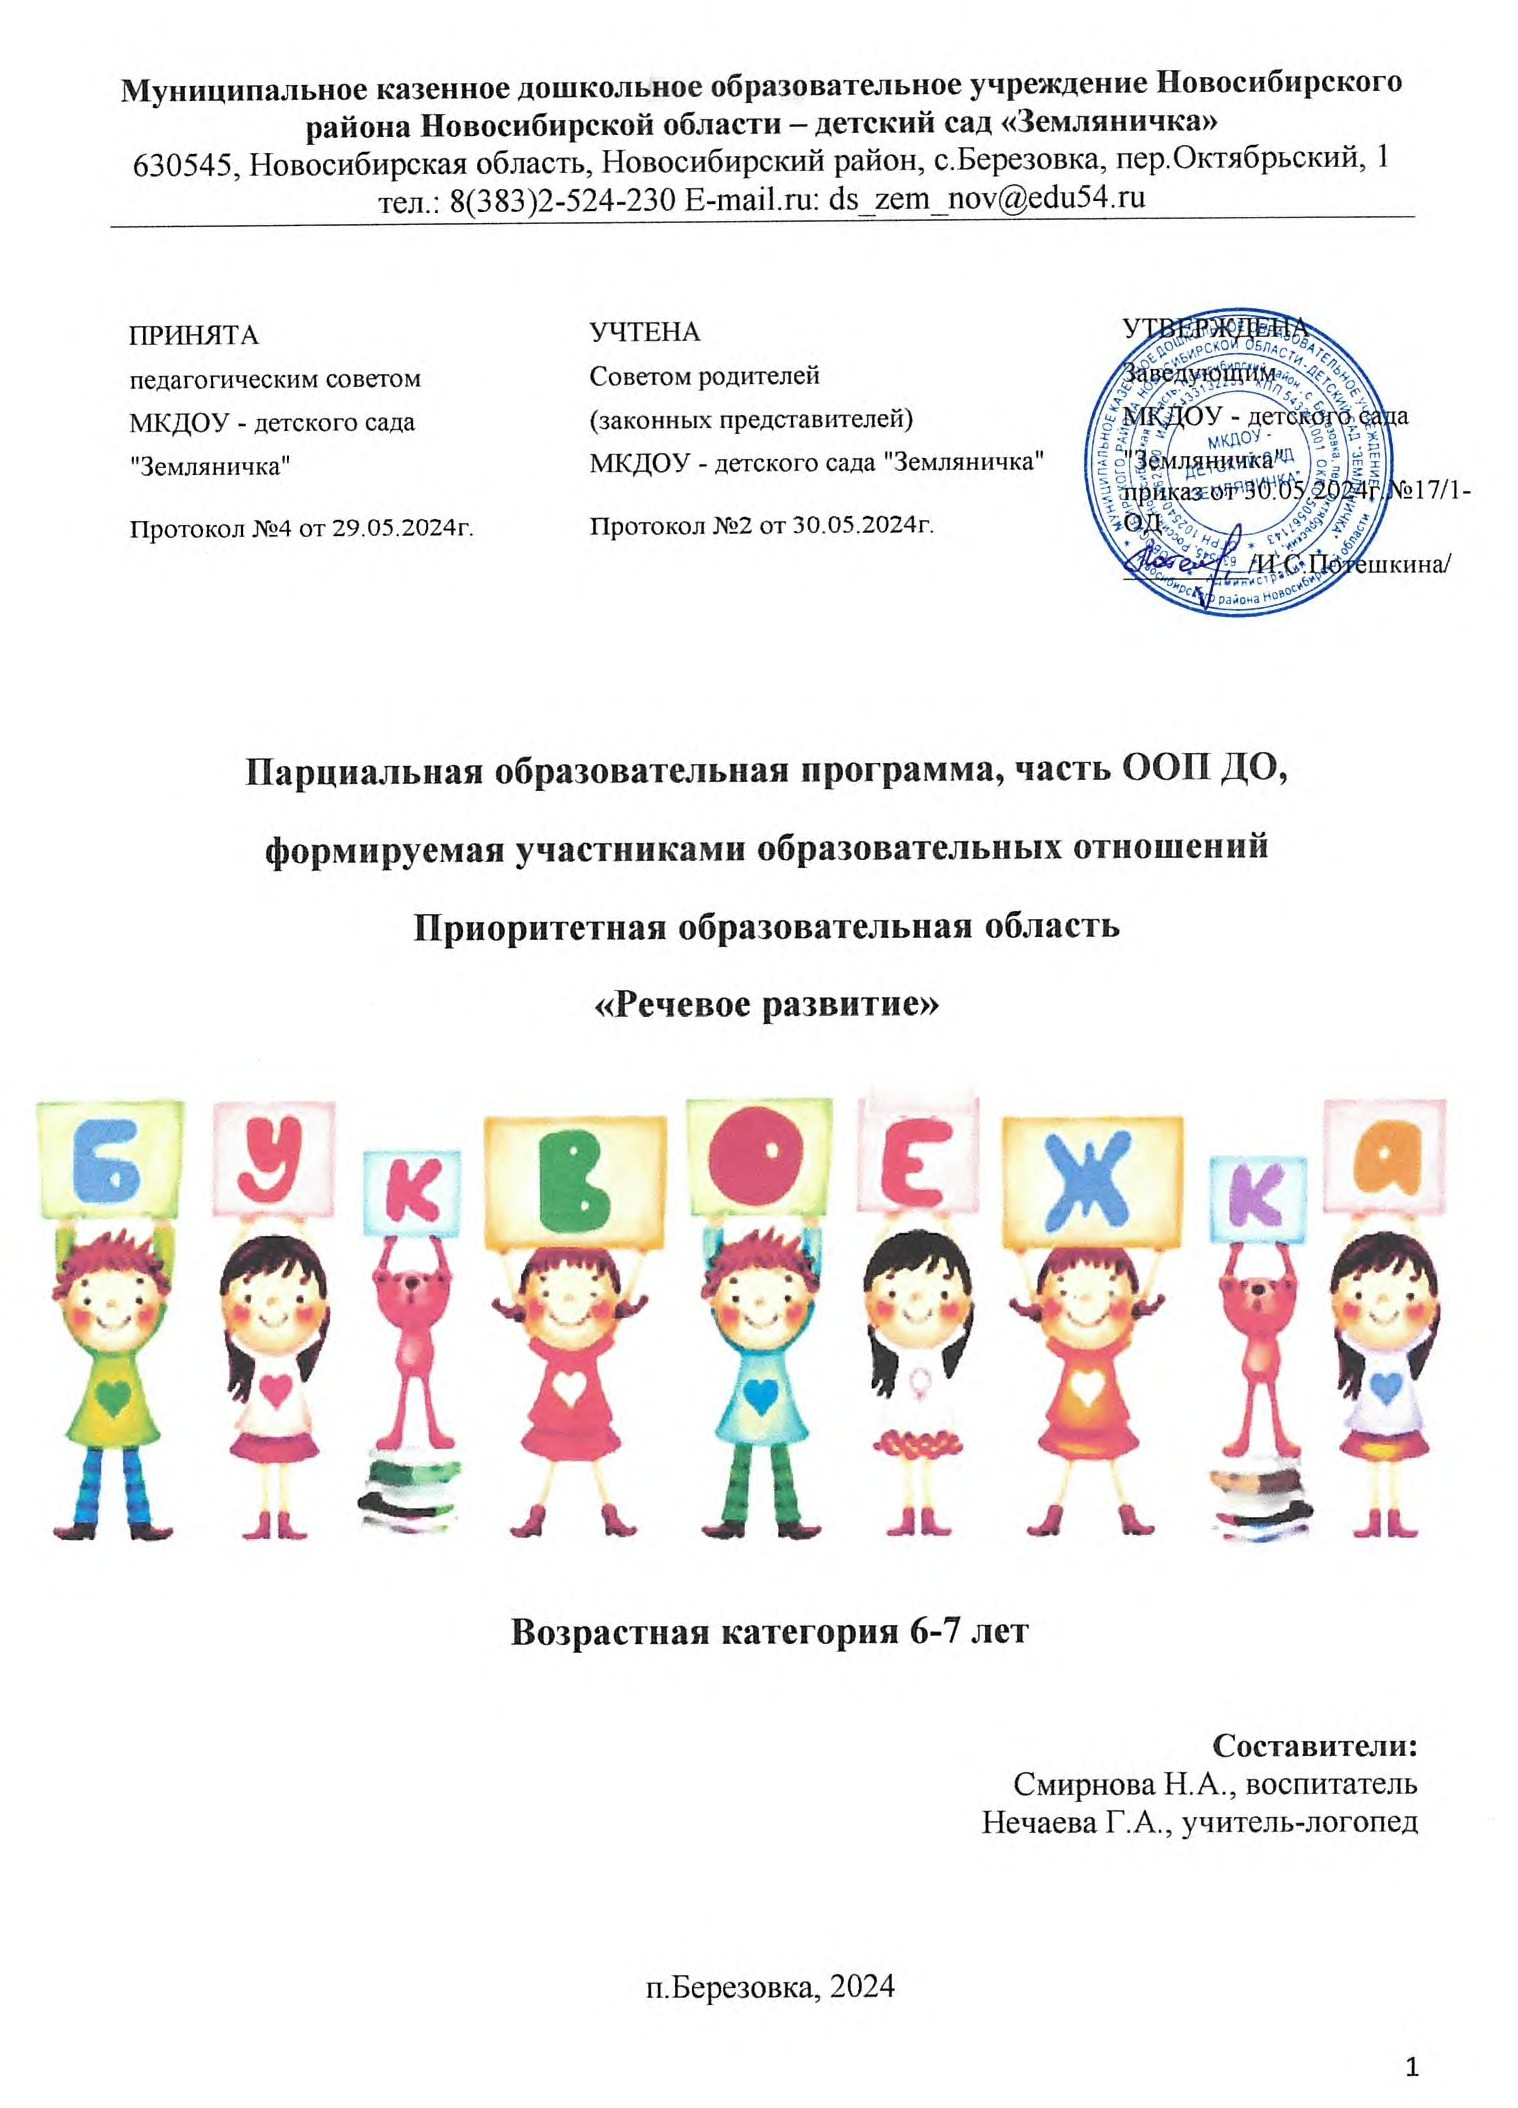 Муниципальное казенное дошкольное образовательное учреждение Новосибирского
района Новосибирской области – детский сад «Земляничка»
630545, Новосибирская область, Новосибирский район, с.Березовка, пер.Октябрьский, 1
тел.: 8(383)2-524-230 E-mail.ru: ds_zem_nov@edu54.ru
ПРИНЯТА
педагогическим советом
МКДОУ - детского сада
"Земляничка"
Протокол №4 от 29.05.2024г.
УЧТЕНА
Советом родителей
(законных представителей)
МКДОУ - детского сада "Земляничка"
Протокол №2 от 30.05.2024г.
УТВЕРЖДЕНА
Заведующим
МКДОУ - детского сада
"Земляничка"
приказ от 30.05.2024г.№17/1-
ОД
/И.С.Потешкина/
МКДОУ -
ДЕТСКИЙ САД
"ЗЕМЛЯНИЧКА"
Парциальная образовательная программа, часть ООП ДО,
формируемая участниками образовательных отношений
Приоритетная образовательная область
«Речевое развитие»
БУКВОЕЖКА
Возрастная категория 6-7 лет
Составители:
Смирнова Н.А., воспитатель
Нечаева Г.А., учитель-логопед
п.Березовка, 2024
1